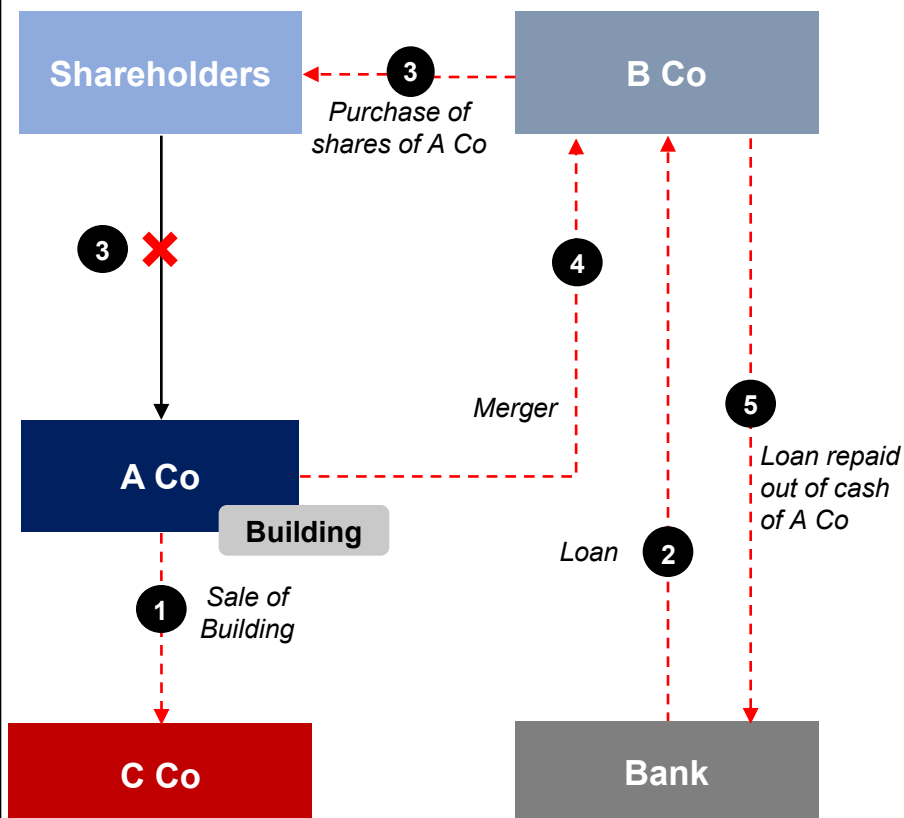 Shareholders
3
B Co
Purchase of
shares of A Co
3
4
Merger
5
A Co
Loan repaid
out of cash
of A Co
Building
Loan
2
1
Sale of
Building
C Co
Bank